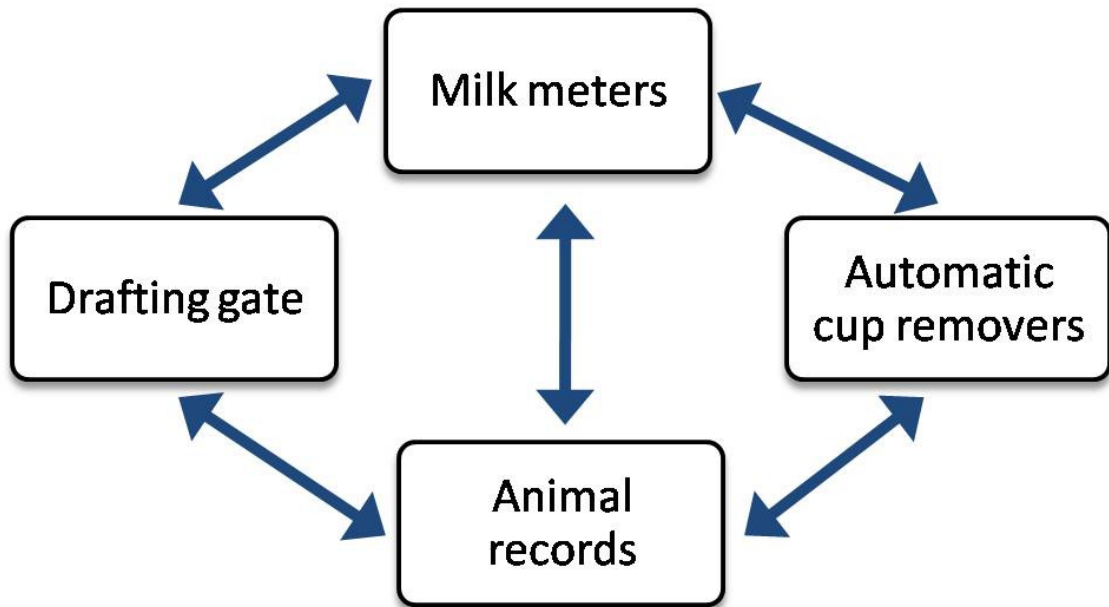 Milk meters
Drafting gate
Automatic
cup removers
Animal
records